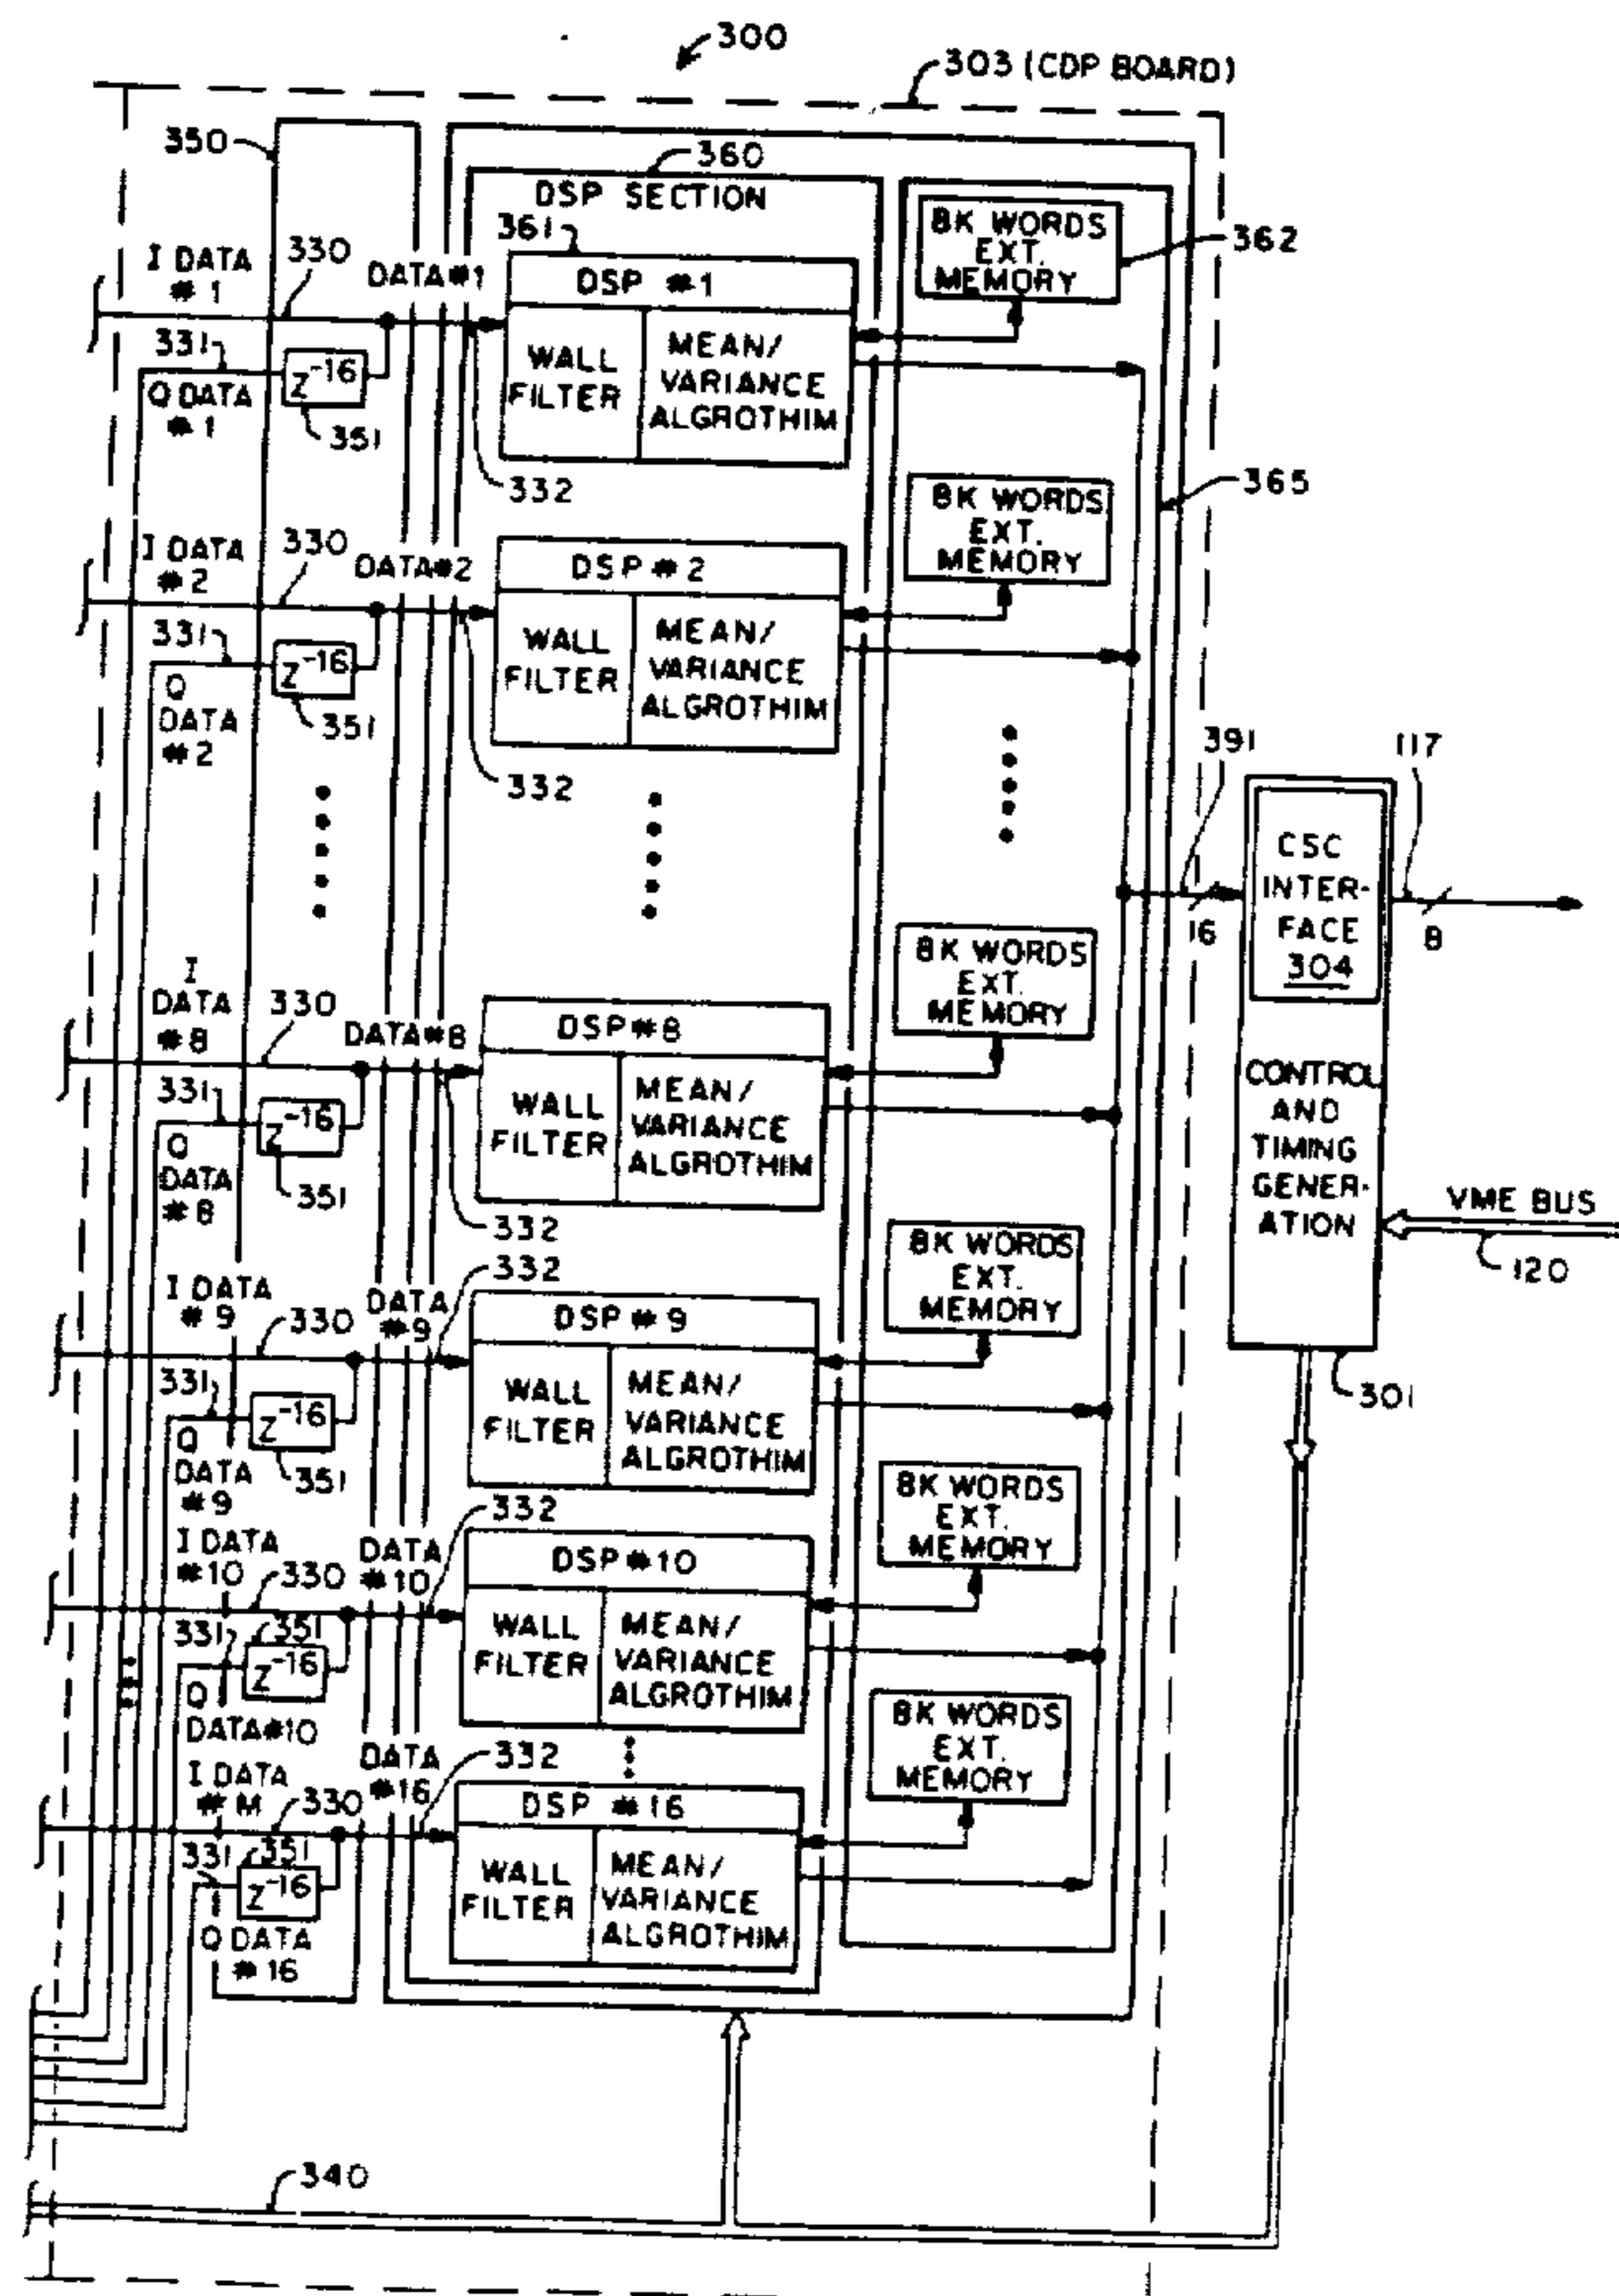 300
303 (CDP BOARD)
350
360
DSP SECTION
361
8K WORDS
EXT.
MEMORY
362
I DATA
#1
330
DATA#1
DSP #1
WALL
FILTER
MEAN/
VARIANCE
ALGROTHIM
331
Q DATA
#1
Z-16
351
332
365
8K WORDS
EXT.
MEMORY
I DATA
#2
330
DATA#2
DSP #2
WALL
FILTER
MEAN/
VARIANCE
ALGROTHIM
331
Q
DATA
#2
Z-16
351
332
391
16
117
8
CSC
INTER-
FACE
304
CONTROL
AND
TIMING
GENER-
ATION
VME BUS
120
301
8K WORDS
EXT.
MEMORY
I
DATA
#8
330
DATA#8
DSP#8
WALL
FILTER
MEAN/
VARIANCE
ALGROTHIM
331
Q
DATA
#8
Z-16
351
332
8K WORDS
EXT.
MEMORY
I DATA
#9
330
DATA
#9
332
DSP #9
WALL
FILTER
MEAN/
VARIANCE
ALGROTHIM
331
Q
DATA
#9
Z-16
351
8K WORDS
EXT.
MEMORY
I DATA
#10
330
DATA
#10
332
DSP #10
WALL
FILTER
MEAN/
VARIANCE
ALGROTHIM
331
351
Z-16
Q
DATA#10
8K WORDS
EXT.
MEMORY
I DATA
#M
330
DATA
#16
332
DSP #16
WALL
FILTER
MEAN/
VARIANCE
ALGROTHIM
331
351
Z-16
Q DATA
#16
340